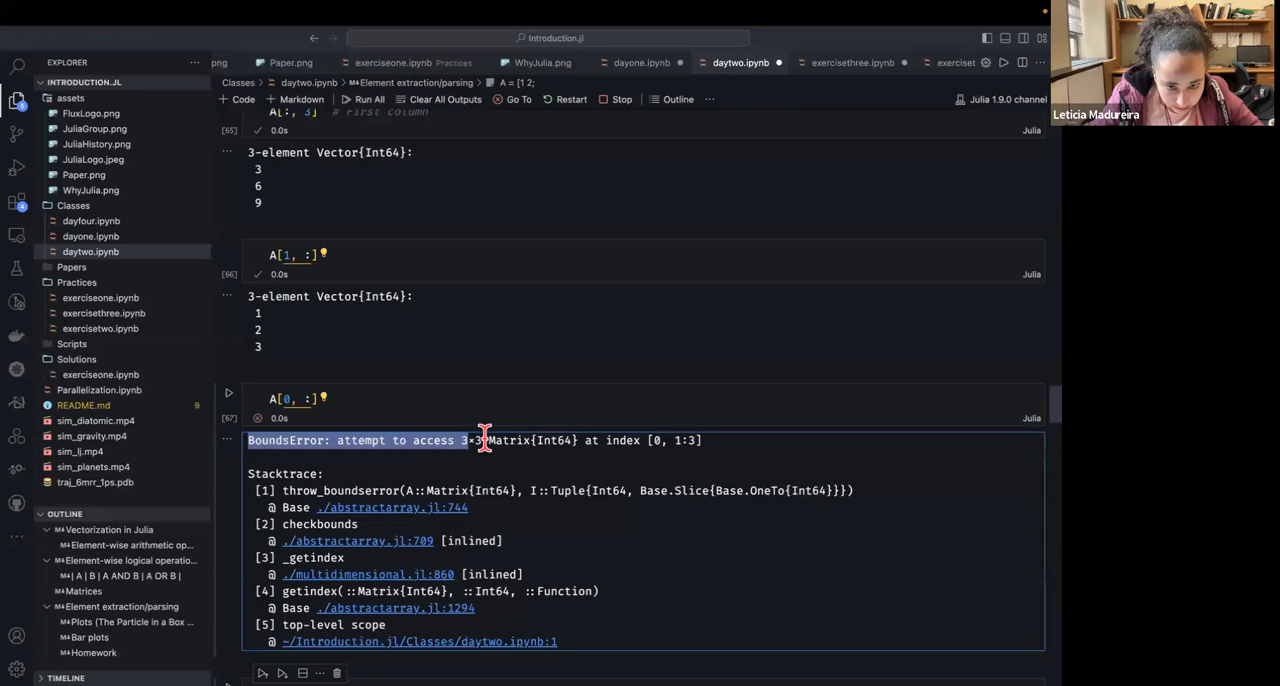 Introduction.jl
EXPLORER
INTRODUCTION.JL
assets
FluxLogo.png
JuliaGroup.png
JuliaHistory.png
JuliaLogo.jpeg
Paper.png
WhyJulia.png
Classes
dayfour.ipynb
dayone.ipynb
daytwo.ipynb
Papers
Practices
exerciseone.ipynb
exercisethree.ipynb
exercisetwo.ipynb
Scripts
Solutions
exerciseone.ipynb
Parallelization.ipynb
README.md 9
sim_diatomic.mp4
sim_gravity.mp4
sim_lj.mp4
sim_planets.mp4
traj_6mrr_1ps.pdb
OUTLINE
Vectorization in Julia
Element-wise arithmetic op...
Element-wise logical operatio...
| A | B | A AND B | A OR B |
Matrices
Element extraction/parsing
Plots (The Particle in a Box ...
Bar plots
Homework
TIMELINE
5
4
png Paper.png exerciseone.ipynb Practices WhyJulia.png dayone.ipynb daytwo.ipynb exercisethree.ipynb exerciset
Classes > daytwo.ipynb > Element extraction/parsing > A = [1 2;
+ Code + Markdown Run All Clear All Outputs Go To Restart Stop Outline ... Julia 1.9.0 channel
A[:, 3] # First column
[65] 0.0s Julia
3-element Vector{Int64}:
3
6
9
A[1, :]
[66] 0.0s Julia
3-element Vector{Int64}:
1
2
3
A[0, :]
[67] 0.0s Julia
BoundsError: attempt to access 3×3 Matrix{Int64} at index [0, 1:3]
Stacktrace:
[1] throw_boundserror(A::Matrix{Int64}, I::Tuple{Int64, Base.Slice{Base.OneTo{Int64}}})
@ Base ./abstractarray.jl:744
[2] checkbounds
@ ./abstractarray.jl:709 [inlined]
[3] _getindex
@ ./multidimensional.jl:860 [inlined]
[4] getindex(::Matrix{Int64}, ::Int64, ::Function)
@ Base ./abstractarray.jl:1294
[5] top-level scope
@ ~/Introduction.jl/Classes/daytwo.ipynb:1
Leticia Madureira